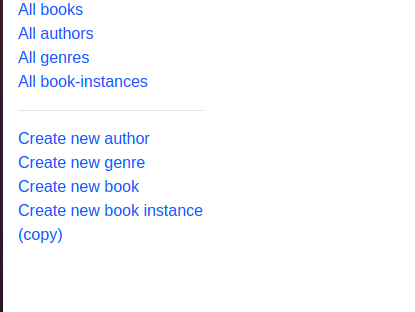 All books
All authors
All genres
All book-instances
Create new author
Create new genre
Create new book
Create new book instance
(copy)